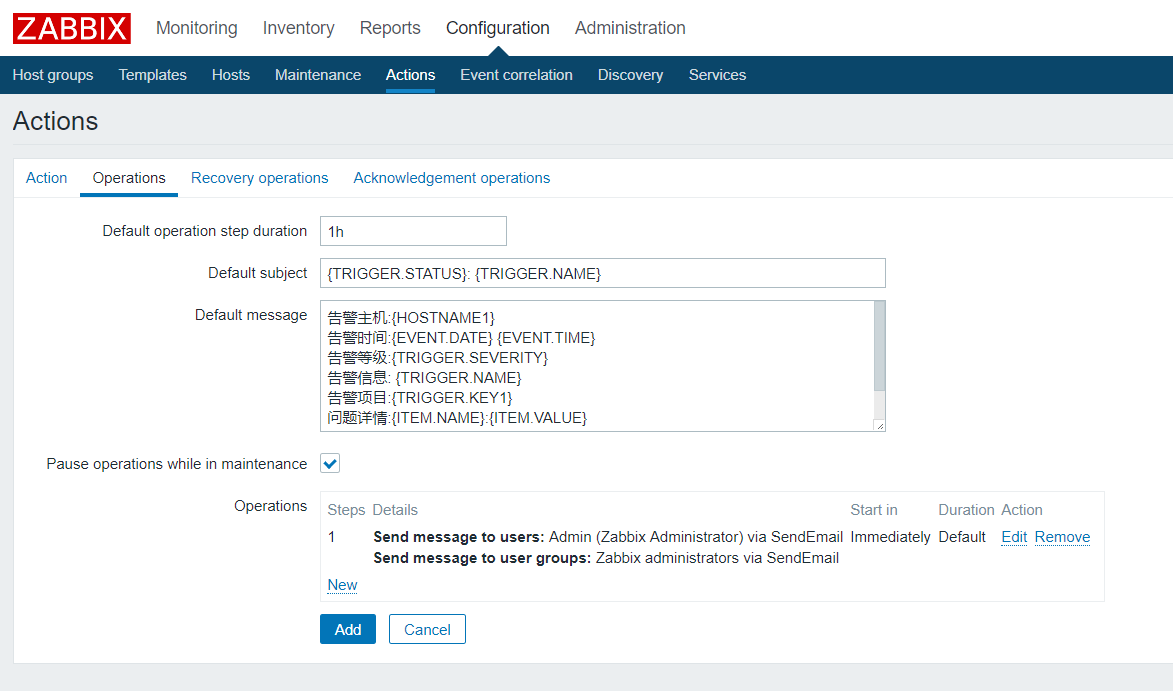 ZABBIX Monitoring Inventory Reports Configuration Administration
Host groups Templates Hosts Maintenance Actions Event correlation Discovery Services
Actions
Action Operations Recovery operations Acknowledgement operations
Default operation step duration 1h
Default subject {TRIGGER.STATUS}: {TRIGGER.NAME}
Default message 告警主机:{HOSTNAME1}
告警时间:{EVENT.DATE} {EVENT.TIME}
告警等级:{TRIGGER.SEVERITY}
告警信息: {TRIGGER.NAME}
告警项目:{TRIGGER.KEY1}
问题详情:{ITEM.NAME}:{ITEM.VALUE}
Pause operations while in maintenance
Operations Steps Details Start in Duration Action
1 Send message to users: Admin (Zabbix Administrator) via SendEmail Immediately Default Edit Remove
Send message to user groups: Zabbix administrators via SendEmail
New
Add Cancel